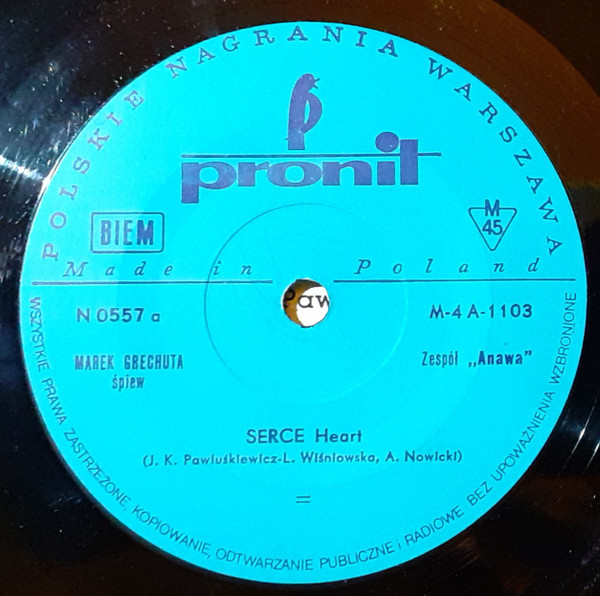 POLSKIE NAGRANIA WARSZAWA
pronit
BIEM
M
45
Made in Poland
Paw
N 0557 a
M-4 A-1103
MAREK GRECHUTA
śpiew
Zespół „Anawa”
SERCE Heart
(J. K. Pawluśkiewicz-L. Wiśniowska, A. Nowicki)
=
WSZYSTKIE PRAWA ZASTRZEŻONE, KOPIOWANIE, ODTWARZANIE PUBLICZNE i RADIOWE BEZ UPOWAŻNIENIA WZBRONIONE